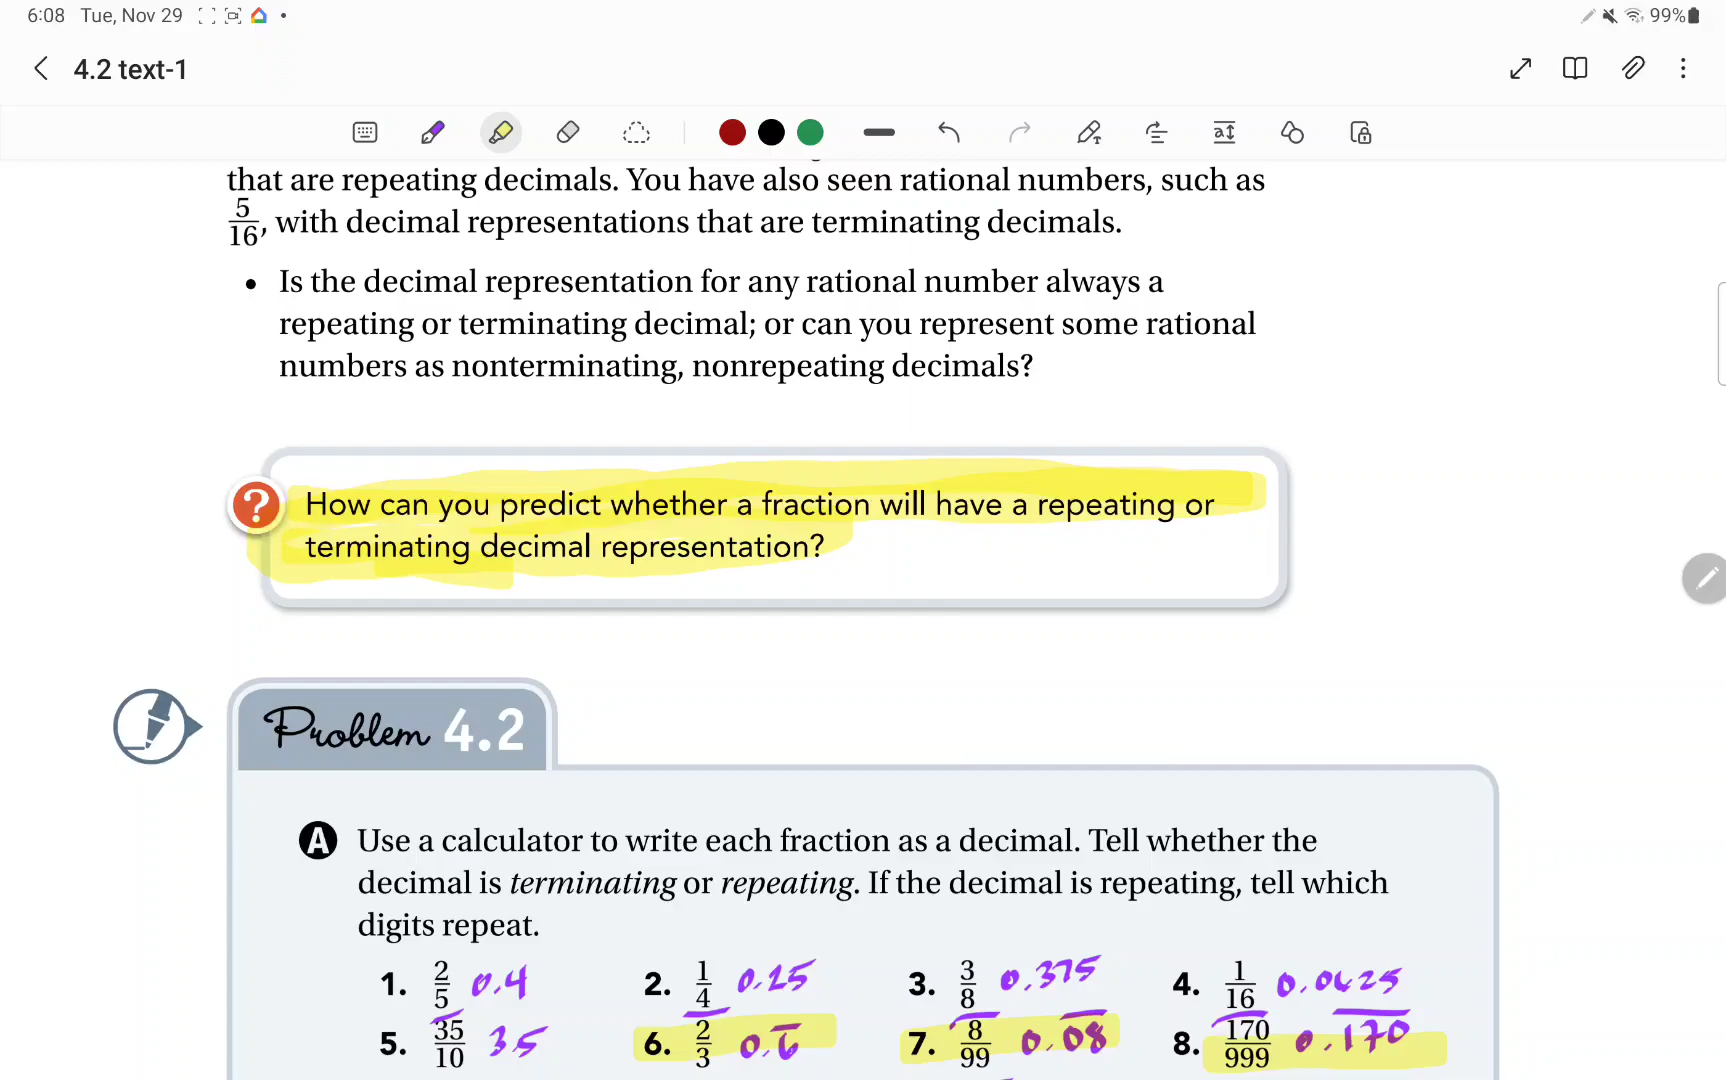 6:08 Tue, Nov 29 99%
4.2 text-1
that are repeating decimals. You have also seen rational numbers, such as
5/16, with decimal representations that are terminating decimals.
• Is the decimal representation for any rational number always a
repeating or terminating decimal; or can you represent some rational
numbers as nonterminating, nonrepeating decimals?
? How can you predict whether a fraction will have a repeating or
terminating decimal representation?
Problem 4.2
A Use a calculator to write each fraction as a decimal. Tell whether the
decimal is terminating or repeating. If the decimal is repeating, tell which
digits repeat.
1. 2/5 0.4 2. 1/4 0.25 3. 3/8 0.375 4. 1/16 0.0625
5. 35/10 3.5 6. 2/3 0.6̅ 7. 8/99 0.0̅8̅ 8. 170/999 0.1̅7̅0̅